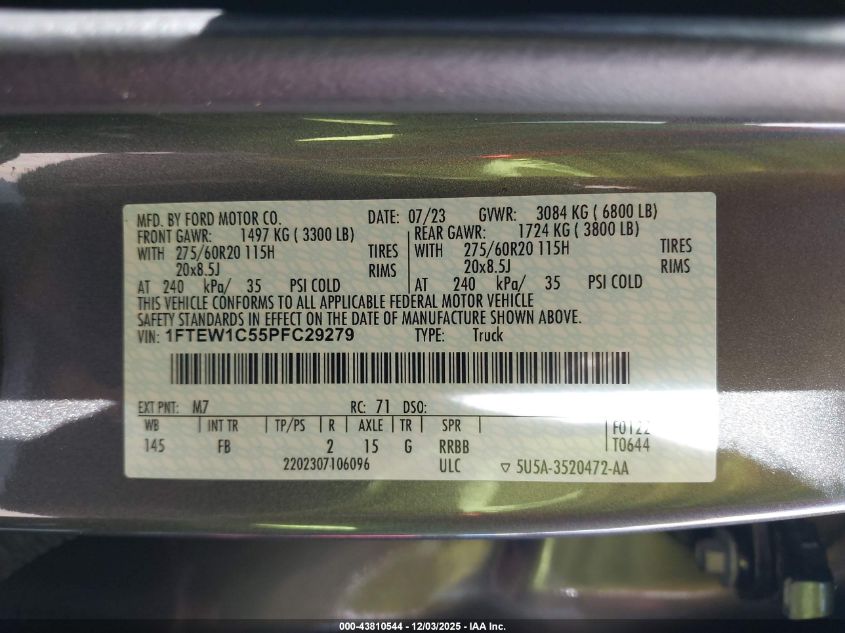 MFD. BY FORD MOTOR CO. DATE: 07/23 GVWR: 3084 KG ( 6800 LB)
FRONT GAWR: 1497 KG ( 3300 LB) REAR GAWR: 1724 KG ( 3800 LB)
WITH 275/60R20 115H TIRES WITH 275/60R20 115H TIRES
20x8.5J RIMS 20x8.5J RIMS
AT 240 kPa/ 35 PSI COLD AT 240 kPa/ 35 PSI COLD
THIS VEHICLE CONFORMS TO ALL APPLICABLE FEDERAL MOTOR VEHICLE
SAFETY STANDARDS IN EFFECT ON THE DATE OF MANUFACTURE SHOWN ABOVE.
VIN: 1FTEW1C55PFC29279 TYPE: Truck
EXT PNT: M7 RC: 71 DSO:
WB INT TR TP/PS R AXLE TR SPR F0122
145 FB 2 15 G RRBB T0644
2202307106096 ULC ▽ 5U5A-3520472-AA
000-43810544 - 12/03/2025 - IAA Inc.